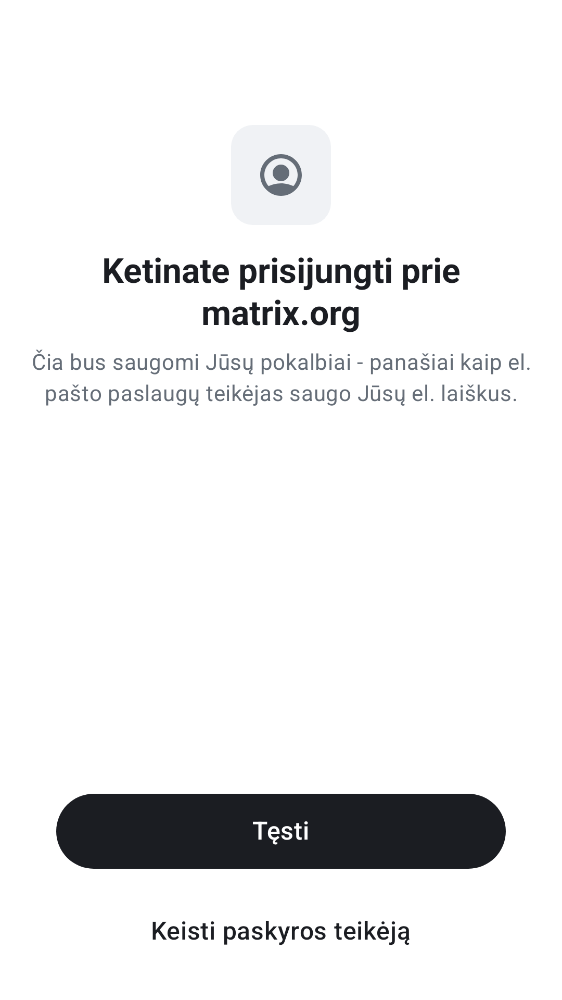 Ketinate prisijungti prie
matrix.org
Čia bus saugomi Jūsų pokalbiai - panašiai kaip el.
pašto paslaugų teikėjas saugo Jūsų el. laiškus.
Tęsti
Keisti paskyros teikėją